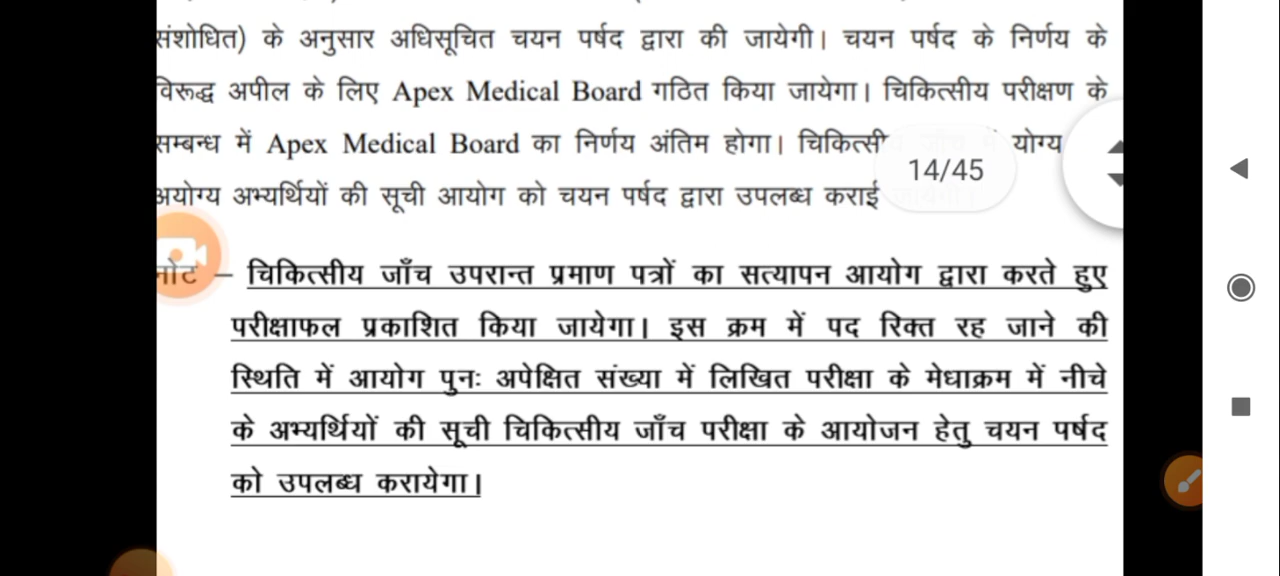 संशोधित) के अनुसार अधिसूचित चयन पर्षद द्वारा की जायेगी। चयन पर्षद के निर्णय के
विरूद्ध अपील के लिए Apex Medical Board गठित किया जायेगा। चिकित्सीय परीक्षण के
सम्बन्ध में Apex Medical Board का निर्णय अंतिम होगा। चिकित्सीय जाँच में योग्य
14/45
अयोग्य अभ्यर्थियों की सूची आयोग को चयन पर्षद द्वारा उपलब्ध कराई जायेगी।
नोट – चिकित्सीय जाँच उपरान्त प्रमाण पत्रों का सत्यापन आयोग द्वारा करते हुए
परीक्षाफल प्रकाशित किया जायेगा। इस क्रम में पद रिक्त रह जाने की
स्थिति में आयोग पुनः अपेक्षित संख्या में लिखित परीक्षा के मेधाक्रम में नीचे
के अभ्यर्थियों की सूची चिकित्सीय जाँच परीक्षा के आयोजन हेतु चयन पर्षद
को उपलब्ध करायेगा।